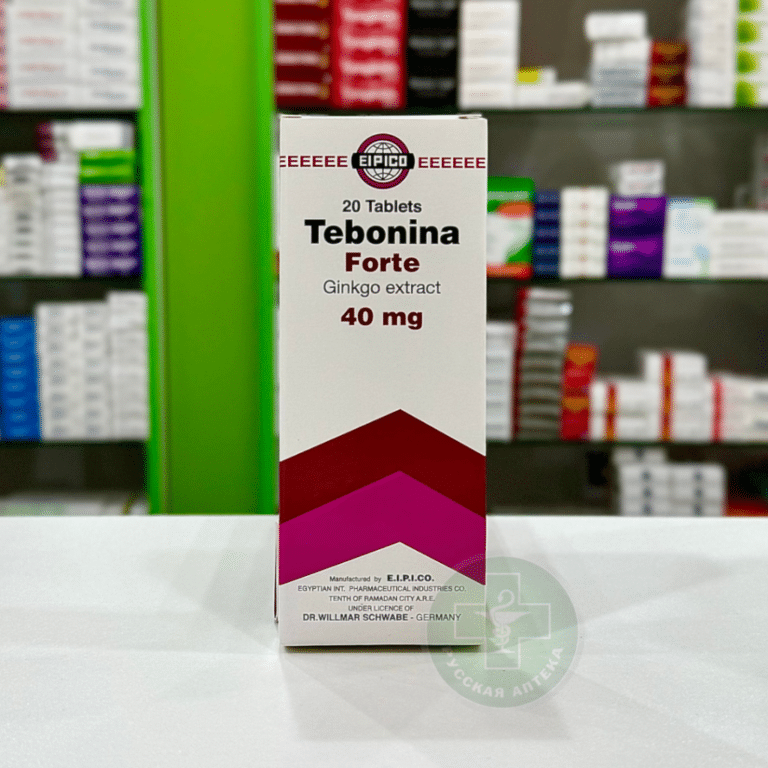 EEEEEE EIPICO EEEEEE
20 Tablets
Tebonina
Forte
Ginkgo extract
40 mg
Manufactured by E.I.P.I.CO.
EGYPTIAN INT. PHARMACEUTICAL INDUSTRIES CO.
TENTH OF RAMADAN CITY A.R.E.
UNDER LICENCE OF
DR.WILLMAR SCHWABE - GERMANY
РУССКАЯ АПТЕКА